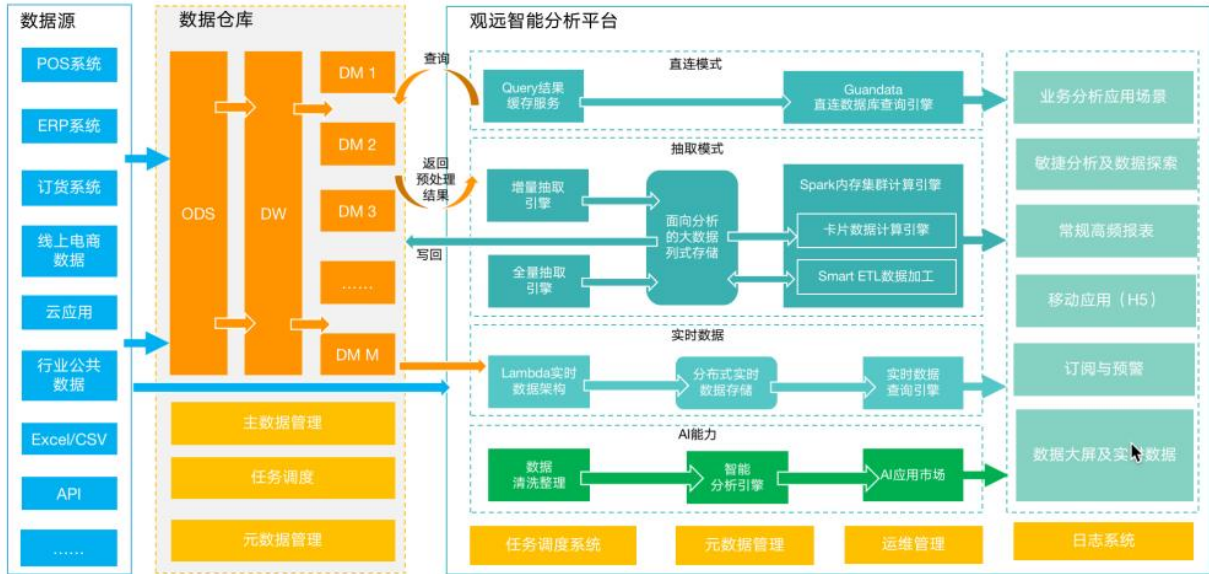 数据源
POS系统
ERP系统
订货系统
线上电商
数据
云应用
行业公共
数据
Excel/CSV
API
……
数据仓库
ODS
DW
DM 1
DM 2
DM 3
……
DM M
主数据管理
任务调度
元数据管理
查询
返回
预处理
结果
写回
观远智能分析平台
直连模式
Query结果
缓存服务
Guandata
直连数据库查询引擎
抽取模式
增量抽取
引擎
全量抽取
引擎
面向分析
的大数据
列式存储
Spark内存集群计算引擎
卡片数据计算引擎
Smart ETL数据加工
实时数据
Lambda实时
数据架构
分布式实时
数据存储
实时数据
查询引擎
AI能力
数据
清洗整理
智能
分析引擎
AI应用市场
任务调度系统
元数据管理
运维管理
业务分析应用场景
敏捷分析及数据探索
常规高频报表
移动应用（H5）
订阅与预警
数据大屏及实时数据
日志系统